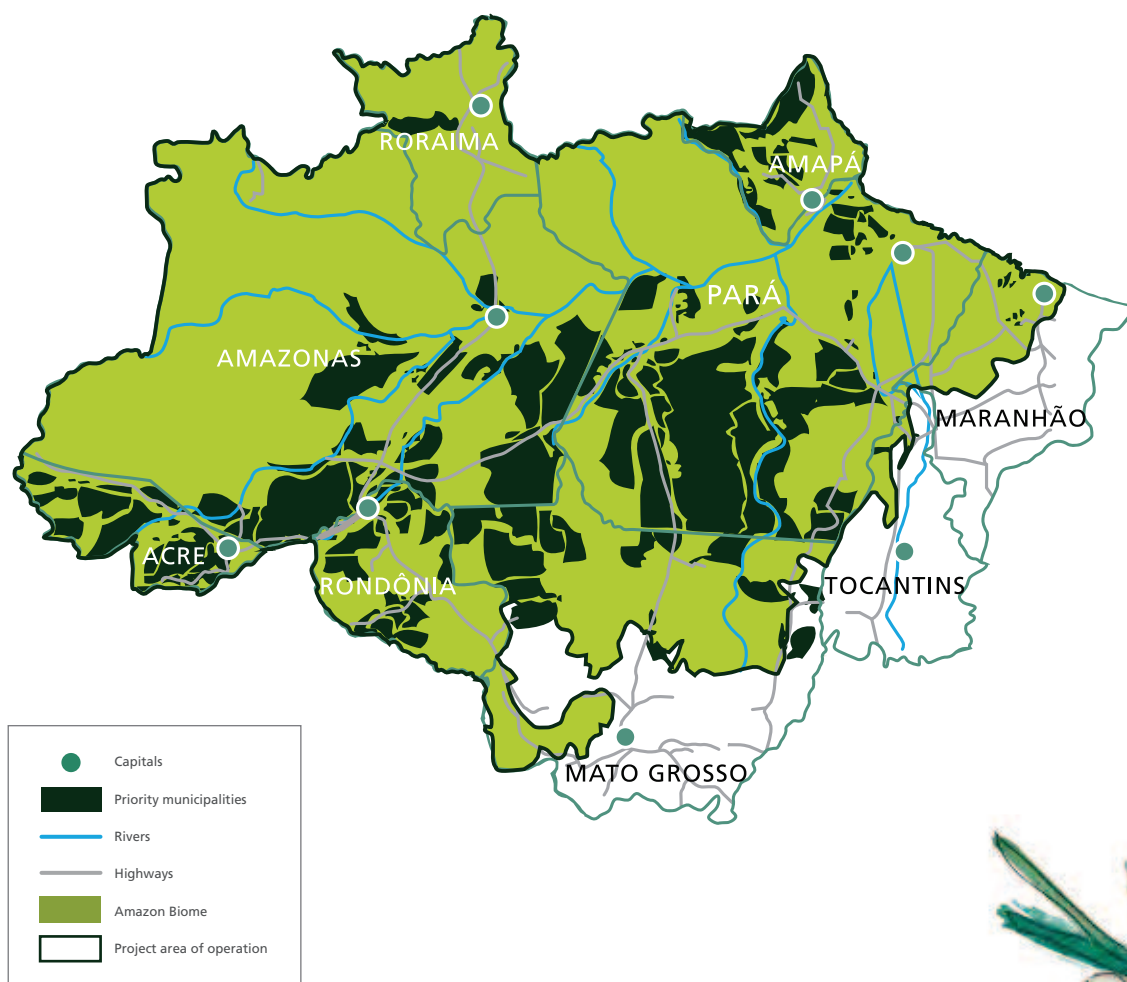 RORAIMA
AMAPÁ
PARÁ
AMAZONAS
MARANHÃO
ACRE
RONDÔNIA
TOCANTINS
MATO GROSSO
Capitals
Priority municipalities
Rivers
Highways
Amazon Biome
Project area of operation